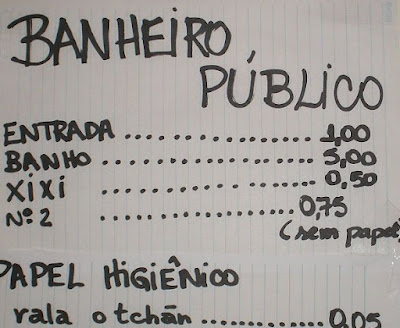 BANHEIRO
PÚBLICO
ENTRADA .................. 1,00
BANHO .................. 5,00
XIXI .................. 0,50
Nº 2 .................. 0,75
(sem papel)
PAPEL HIGIÊNICO
rala o tchãn ............. 0,05